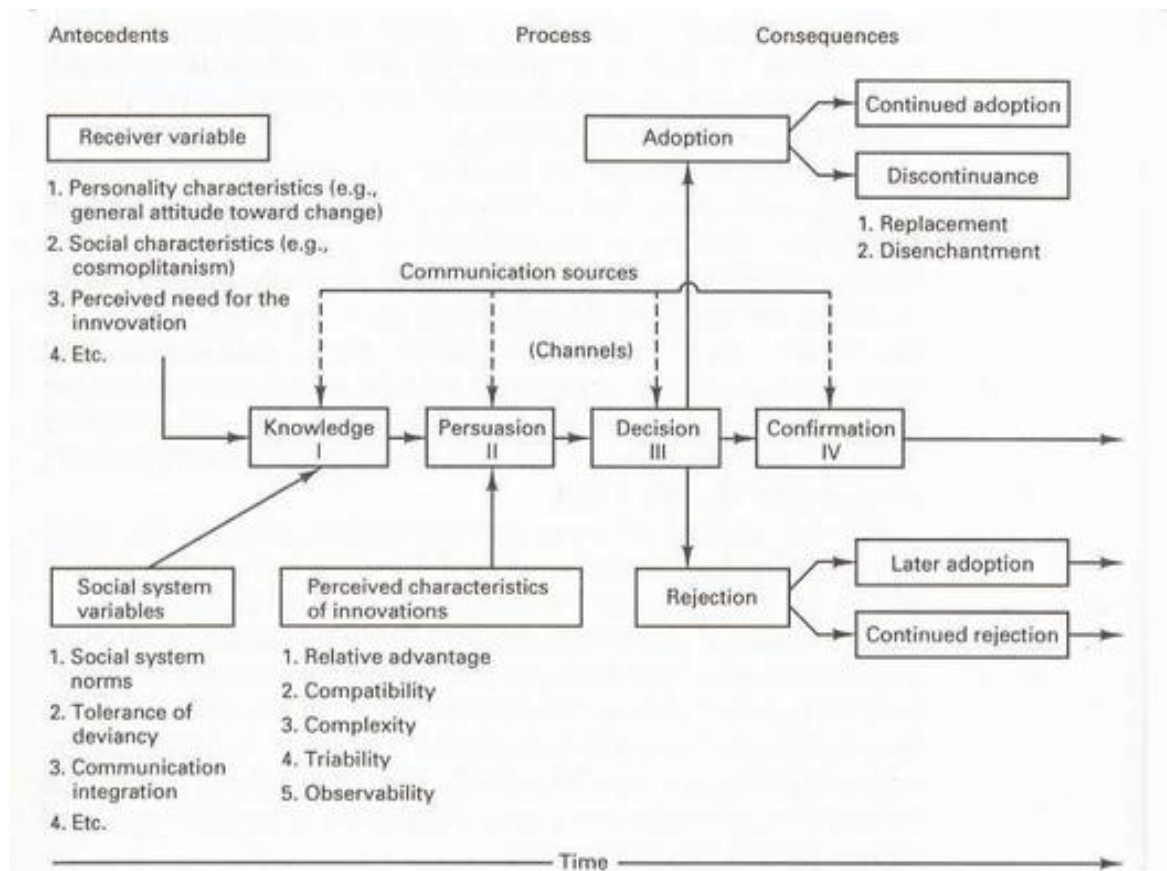 Antecedents
Process
Consequences
Receiver variable
1. Personality characteristics (e.g.,
general attitude toward change)
2. Social characteristics (e.g.,
cosmoplitanism)
3. Perceived need for the
innvovation
4. Etc.
Adoption
Continued adoption
Discontinuance
1. Replacement
2. Disenchantment
Communication sources
(Channels)
Knowledge
I
Persuasion
II
Decision
III
Confirmation
IV
Social system
variables
1. Social system
norms
2. Tolerance of
deviancy
3. Communication
integration
4. Etc.
Perceived characteristics
of innovations
1. Relative advantage
2. Compatibility
3. Complexity
4. Triability
5. Observability
Rejection
Later adoption
Continued rejection
Time